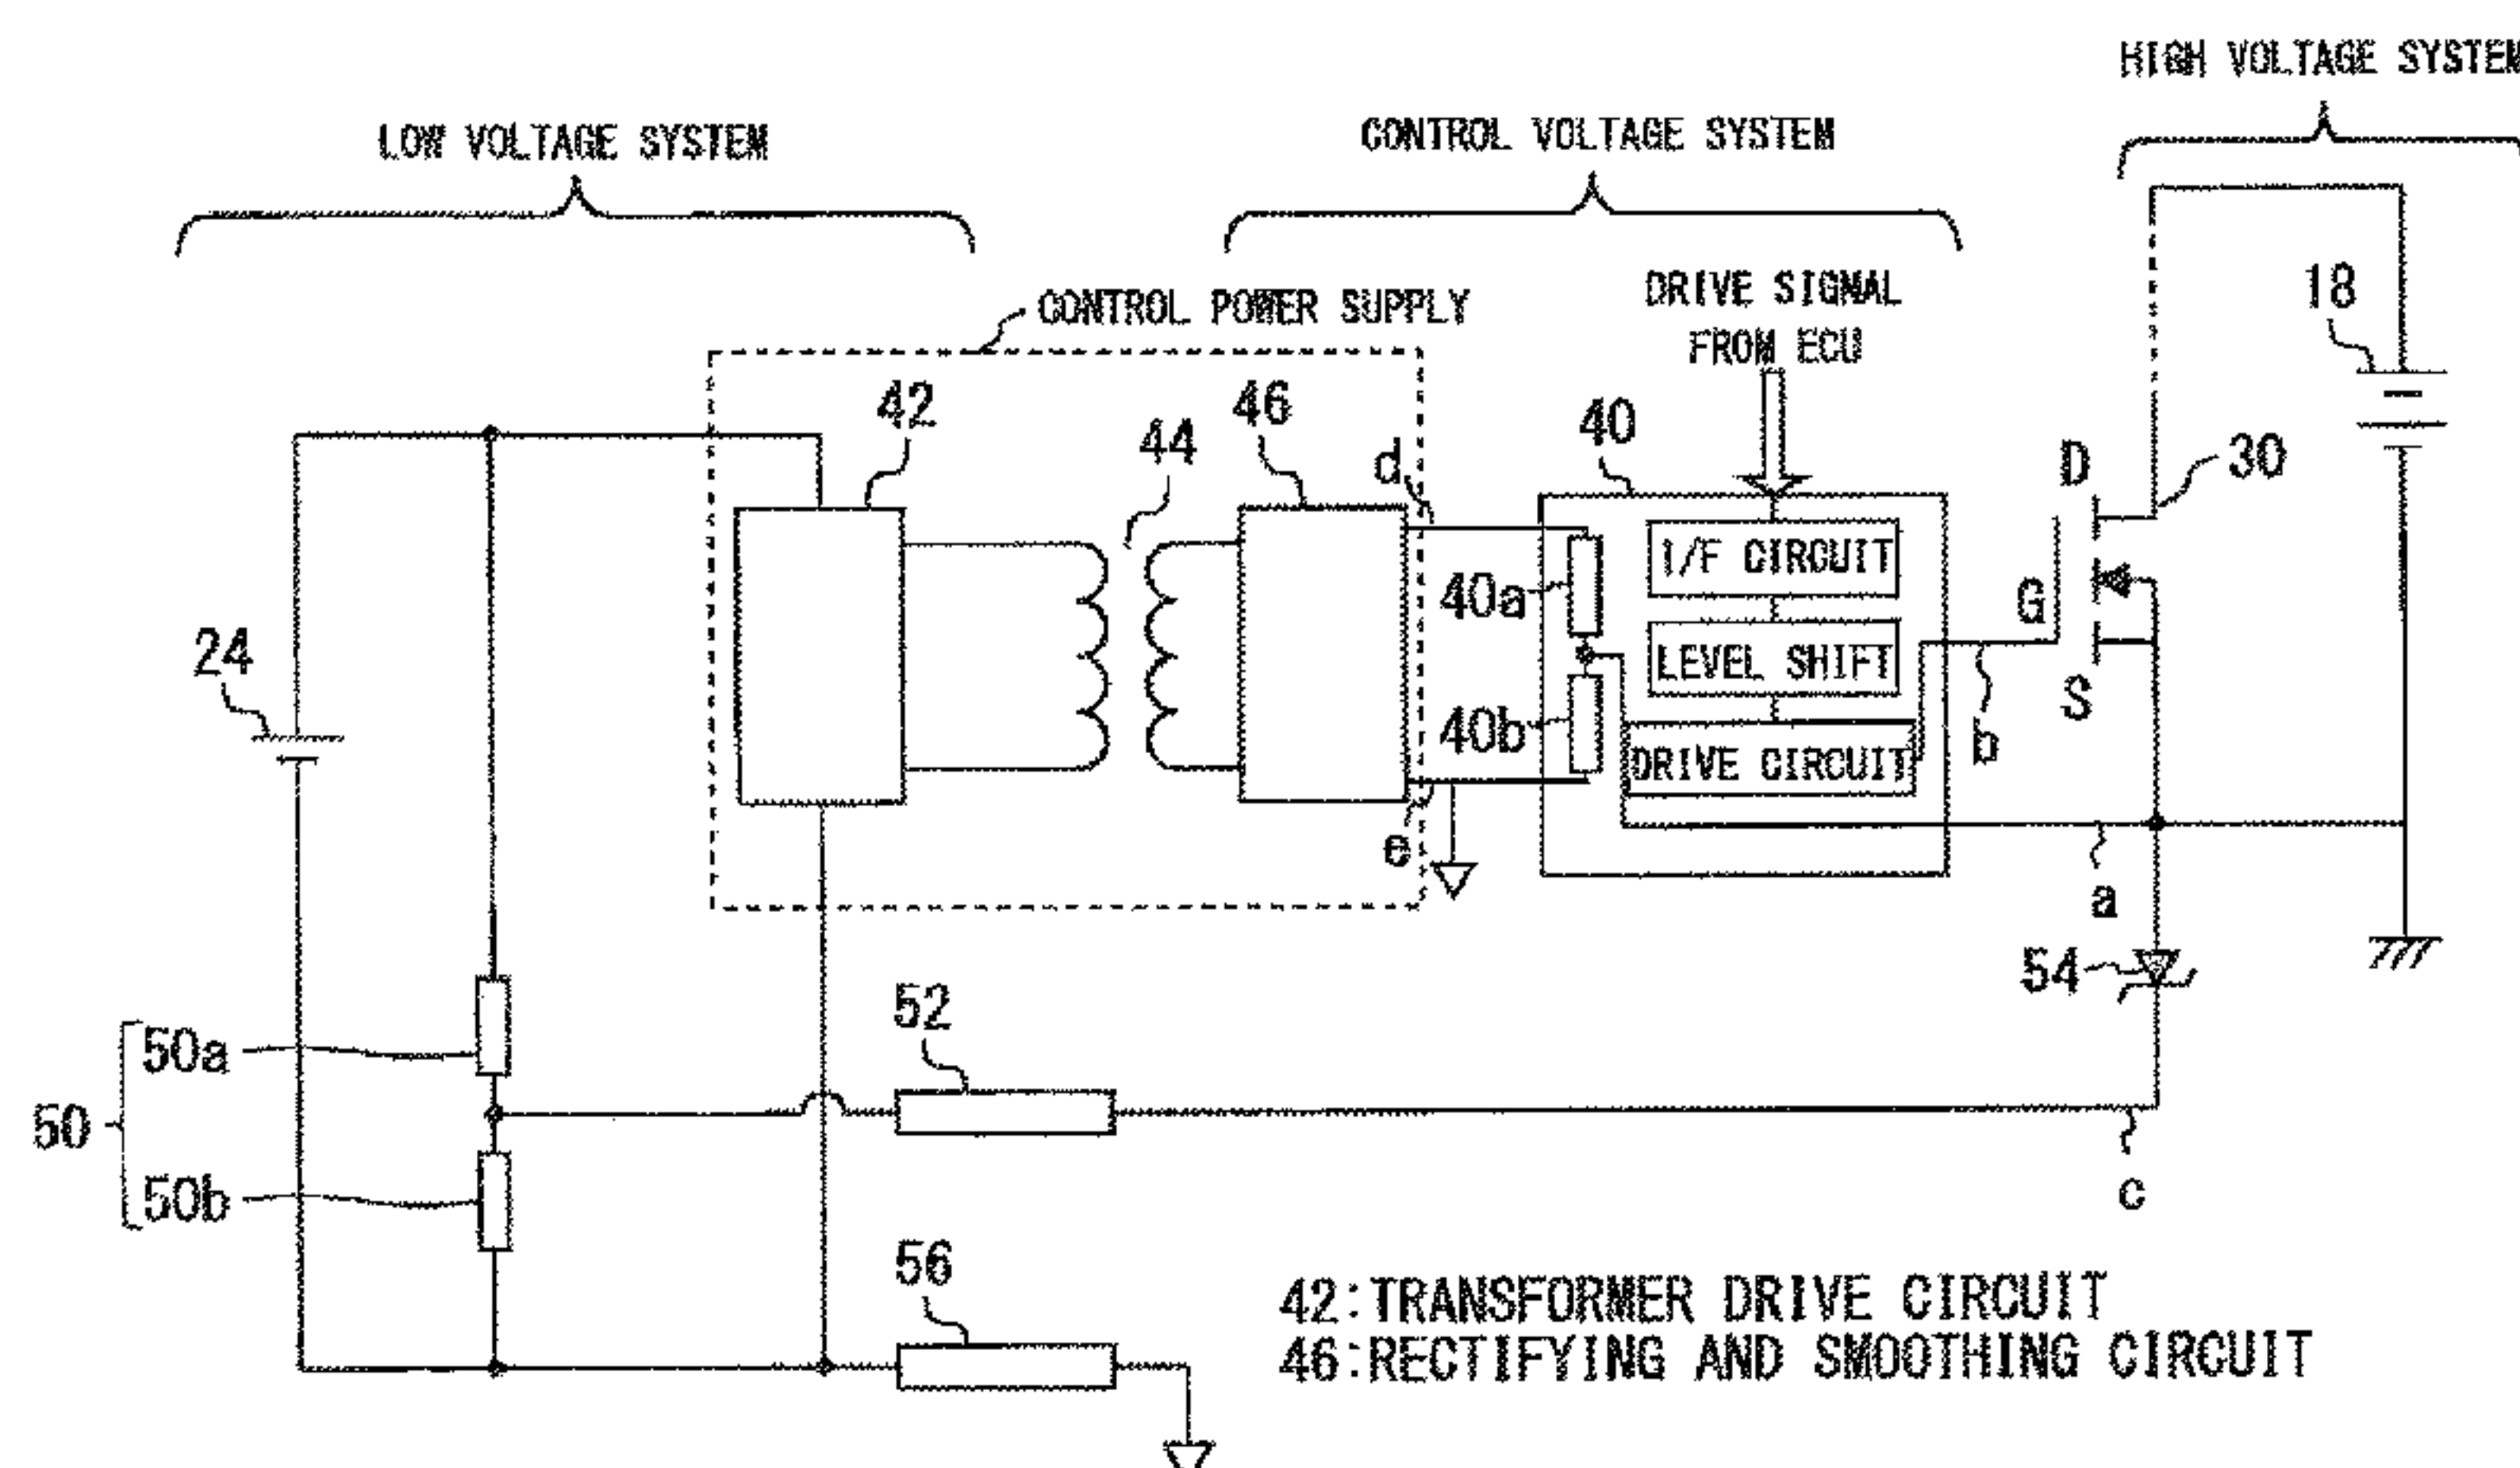 HIGH VOLTAGE SYSTEM
LOW VOLTAGE SYSTEM
CONTROL VOLTAGE SYSTEM
CONTROL POWER SUPPLY
DRIVE SIGNAL
FROM ECU
18
42
46
44
d
40
D
30
I/F CIRCUIT
40a
G
24
LEVEL SHIFT
S
40b
b
DRIVE CIRCUIT
e
a
54
52
50a
50
50b
c
56
42:TRANSFORMER DRIVE CIRCUIT
46:RECTIFYING AND SMOOTHING CIRCUIT